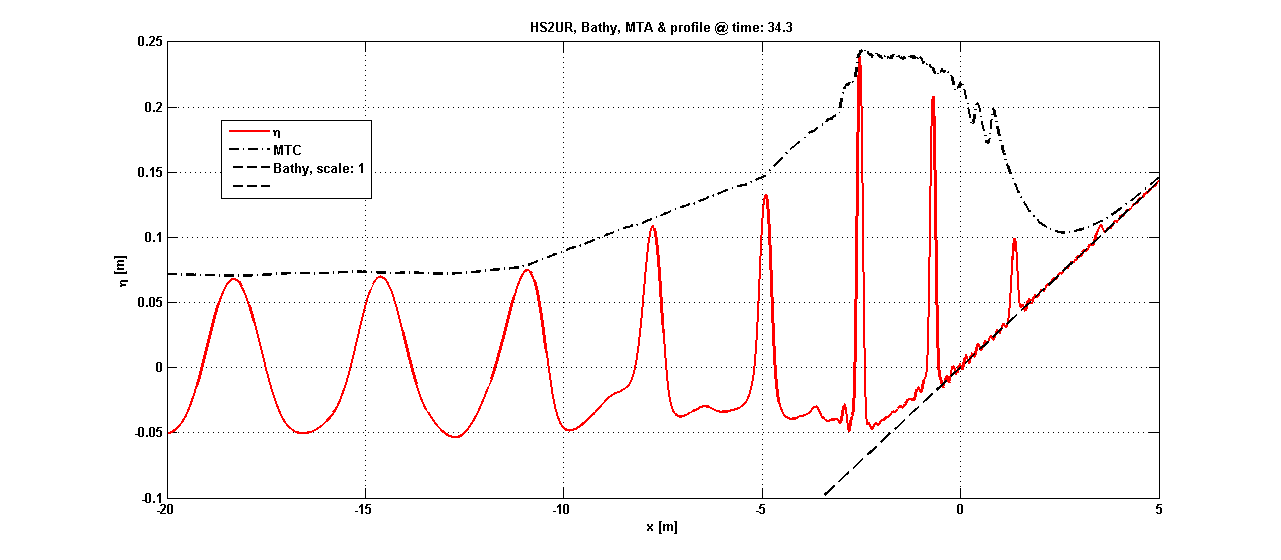 HS2UR, Bathy, MTA & profile @ time: 34.3
0.25
0.2
0.15
0.1
0.05
0
-0.05
-0.1
η [m]
η
MTC
Bathy, scale: 1
-20
-15
-10
-5
0
5
x [m]